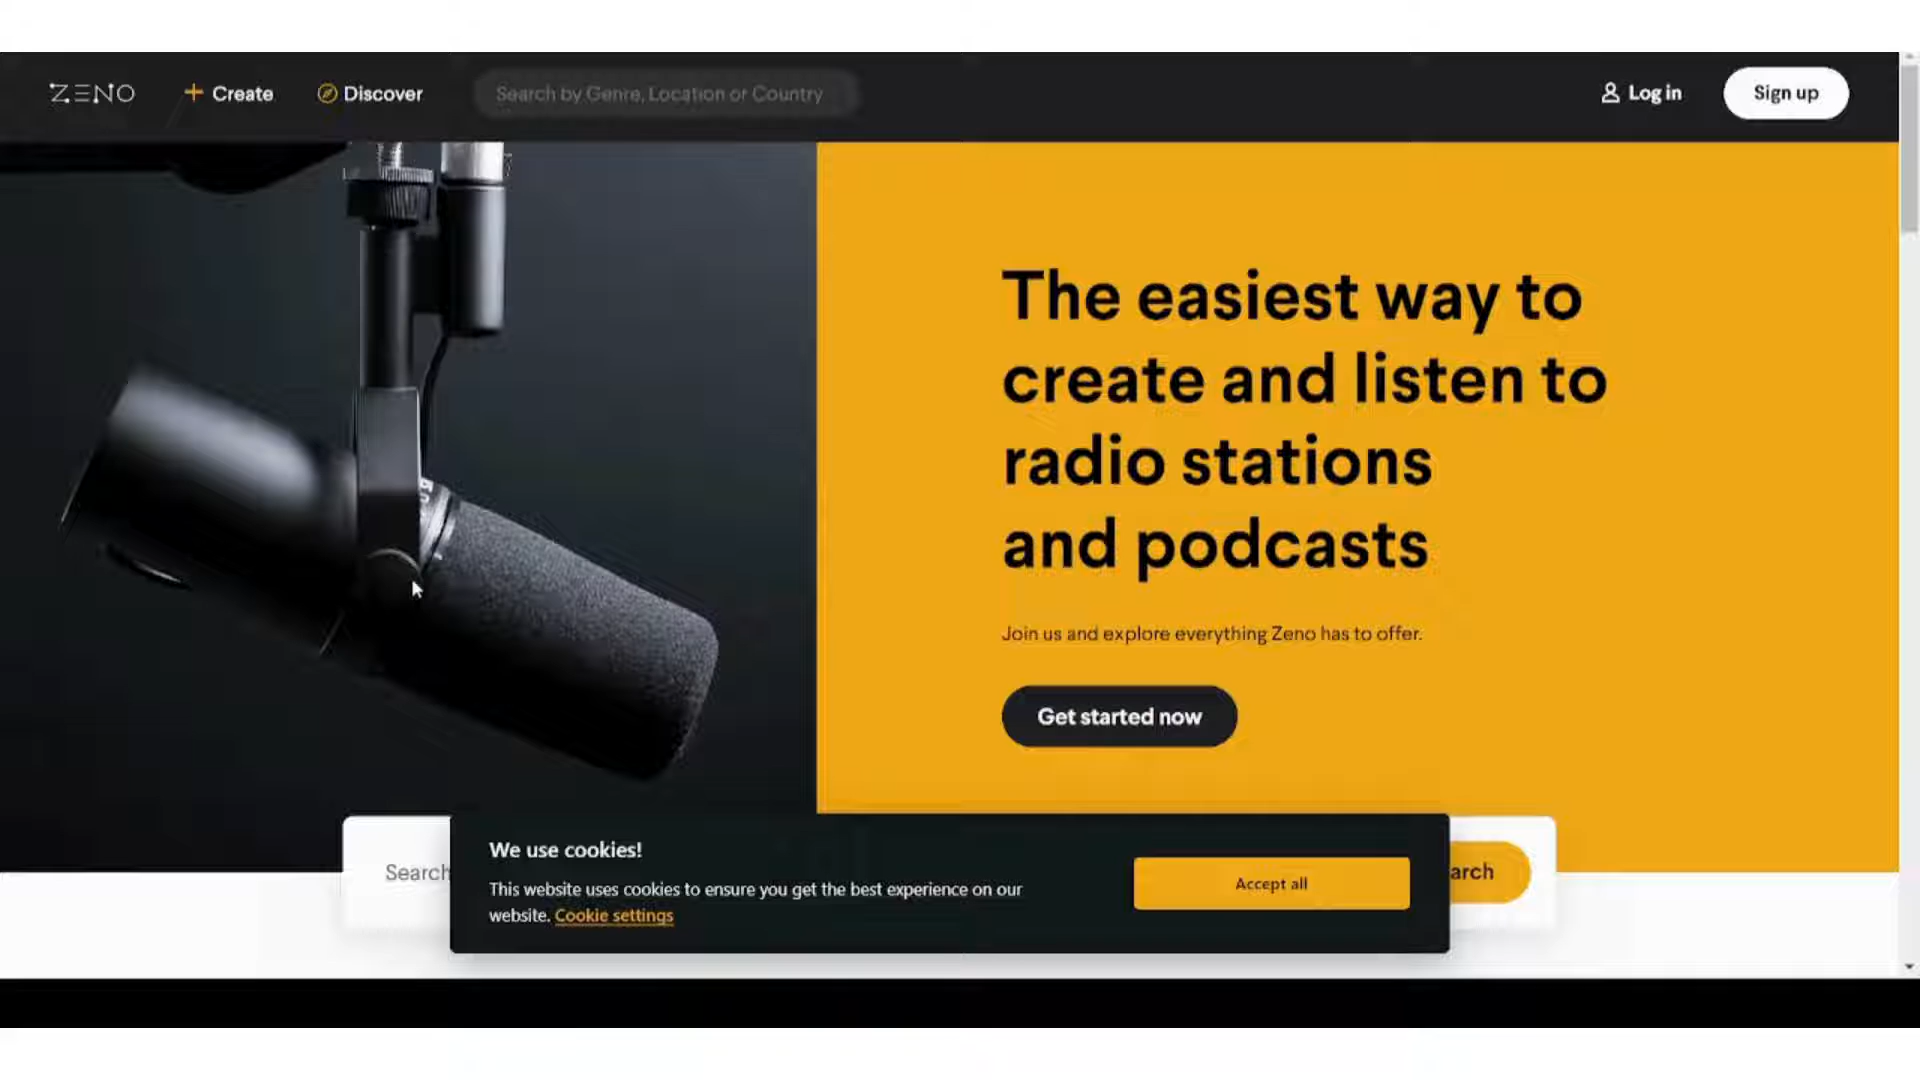 ZENO
Create
Discover
Search by Genre, Location or Country
Log in
Sign up
The easiest way to
create and listen to
radio stations
and podcasts
Join us and explore everything Zeno has to offer.
Get started now
Search
We use cookies!
This website uses cookies to ensure you get the best experience on our
website. Cookie settings
Accept all
arch